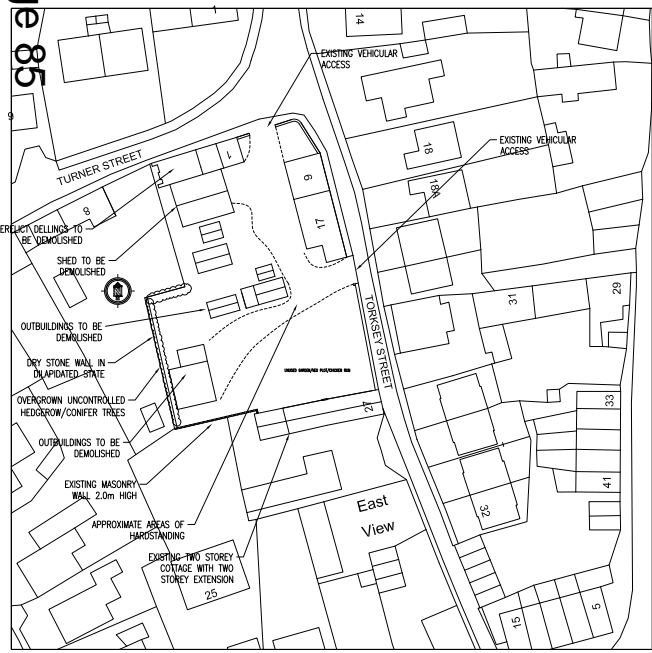 ge 85
14
1
9
EXISTING VEHICULAR
ACCESS
EXISTING VEHICULAR
ACCESS
TURNER STREET
1
9
17
18
18A
8
ERELICT DELLINGS TO
BE DEMOLISHED
SHED TO BE
DEMOLISHED
N
OUTBUILDINGS TO BE
DEMOLISHED
DRY STONE WALL IN
DILAPIDATED STATE
OVERGROWN UNCONTROLLED
HEDGEROW/CONIFER TREES
OUTBUILDINGS TO BE
DEMOLISHED
EXISTING MASONRY
WALL 2.0m HIGH
APPROXIMATE AREAS OF
HARDSTANDING
EXISTING TWO STOREY
COTTAGE WITH TWO
STOREY EXTENSION
TORKSEY STREET
31
29
33
41
27
32
East
View
25
15
5